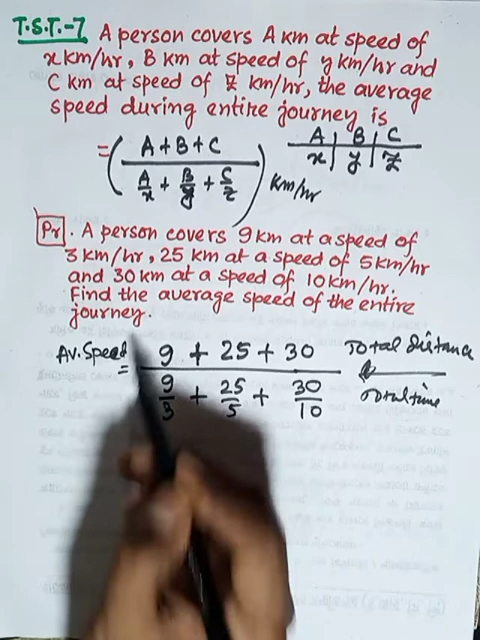 T.S.T.-7 A person covers A km at speed of
x km/hr, B km at speed of y km/hr and
C km at speed of z km/hr, the average
speed during entire journey is
= ( A+B+C / A/x + B/y + C/z ) km/hr
A | B | C
x | y | z
Pr. A person covers 9 km at a speed of
3 km/hr, 25 km at a speed of 5 km/hr
and 30 km at a speed of 10 km/hr.
Find the average speed of the entire
journey.
Av. Speed = 9 + 25 + 30 / 9/3 + 25/5 + 30/10
Total distance
Total time